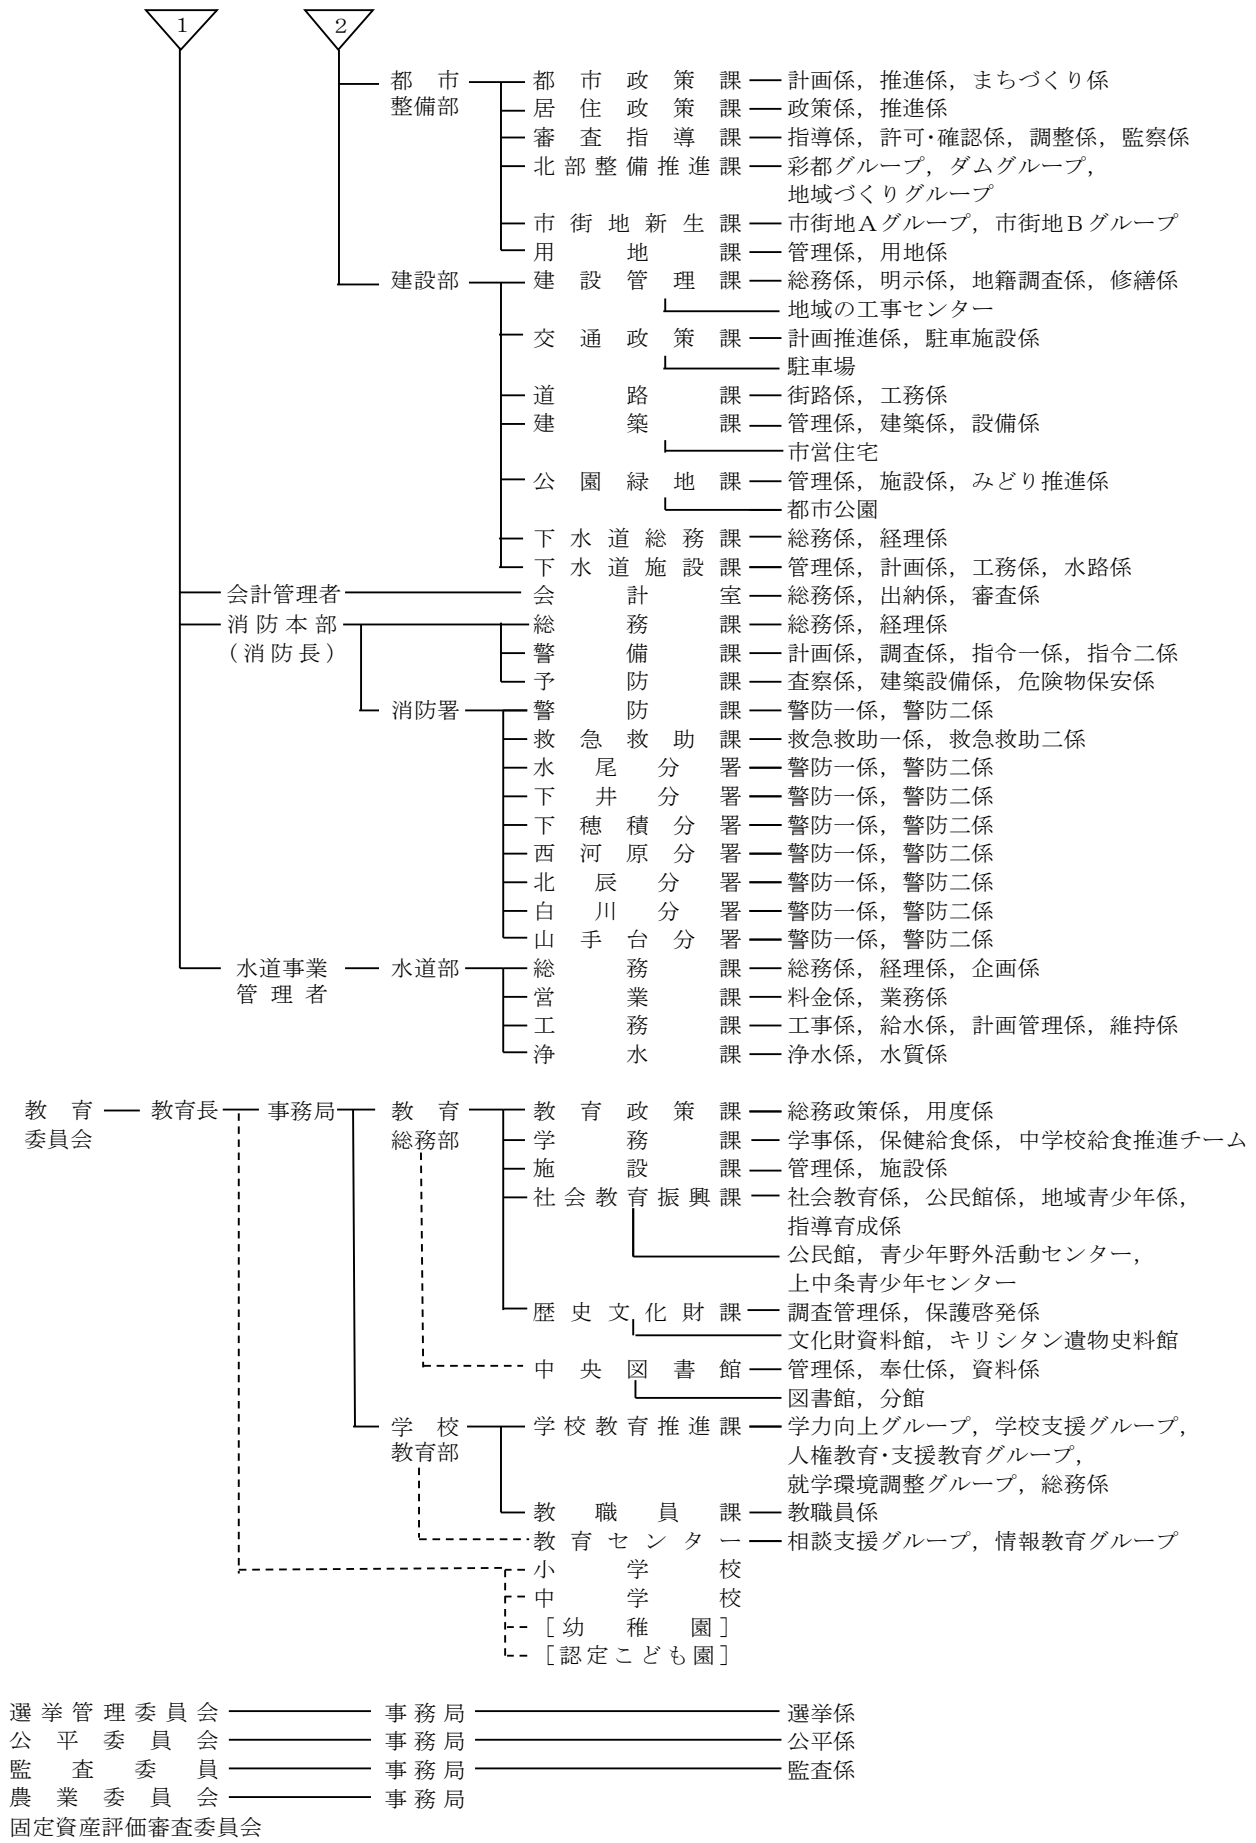 1 2
都市 都市政策課 計画係，推進係，まちづくり係
整備部 居住政策課 政策係，推進係
審査指導課 指導係，許可・確認係，調整係，監察係
北部整備推進課 彩都グループ，ダムグループ，
地域づくりグループ
市街地新生課 市街地Aグループ，市街地Bグループ
用地課 管理係，用地係
建設部 建設管理課 総務係，明示係，地籍調査係，修繕係
地域の工事センター
交通政策課 計画推進係，駐車施設係
駐車場
道路課 街路係，工務係
建築課 管理係，建築係，設備係
市営住宅
公園緑地課 管理係，施設係，みどり推進係
都市公園
下水道総務課 総務係，経理係
下水道施設課 管理係，計画係，工務係，水路係
会計管理者 会計室 総務係，出納係，審査係
消防本部 総務課 総務係，経理係
（消防長） 警備課 計画係，調査係，指令一係，指令二係
予防課 査察係，建築設備係，危険物保安係
消防署 警防課 警防一係，警防二係
救急救助課 救急救助一係，救急救助二係
水尾分署 警防一係，警防二係
下井分署 警防一係，警防二係
下穂積分署 警防一係，警防二係
西河原分署 警防一係，警防二係
北辰分署 警防一係，警防二係
白川分署 警防一係，警防二係
山手台分署 警防一係，警防二係
水道事業 水道部 総務課 総務係，経理係，企画係
管理者 営業課 料金係，業務係
工務課 工事係，給水係，計画管理係，維持係
浄水課 浄水係，水質係
教育 教育長 事務局 教育 教育政策課 総務政策係，用度係
委員会 総務部 学務課 学事係，保健給食係，中学校給食推進チーム
施設課 管理係，施設係
社会教育振興課 社会教育係，公民館係，地域青少年係，
指導育成係
公民館，青少年野外活動センター，
上中条青少年センター
歴史文化財課 調査管理係，保護啓発係
文化財資料館，キリシタン遺物史料館
中央図書館 管理係，奉仕係，資料係
図書館，分館
学校 学校教育推進課 学力向上グループ，学校支援グループ，
教育部 人権教育・支援教育グループ，
就学環境調整グループ，総務係
教職員課 教職員係
教育センター 相談支援グループ，情報教育グループ
小学校
中学校
［幼稚園］
［認定こども園］
選挙管理委員会 事務局 選挙係
公平委員会 事務局 公平係
監査委員 事務局 監査係
農業委員会 事務局
固定資産評価審査委員会